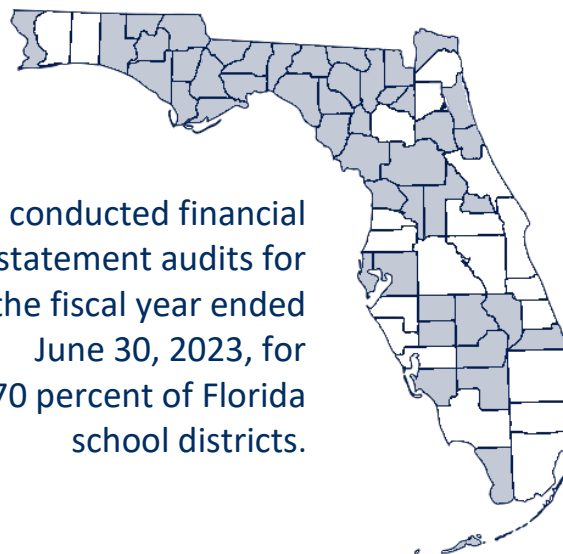 conducted financial
statement audits for
the fiscal year ended
June 30, 2023, for
70 percent of Florida
school districts.